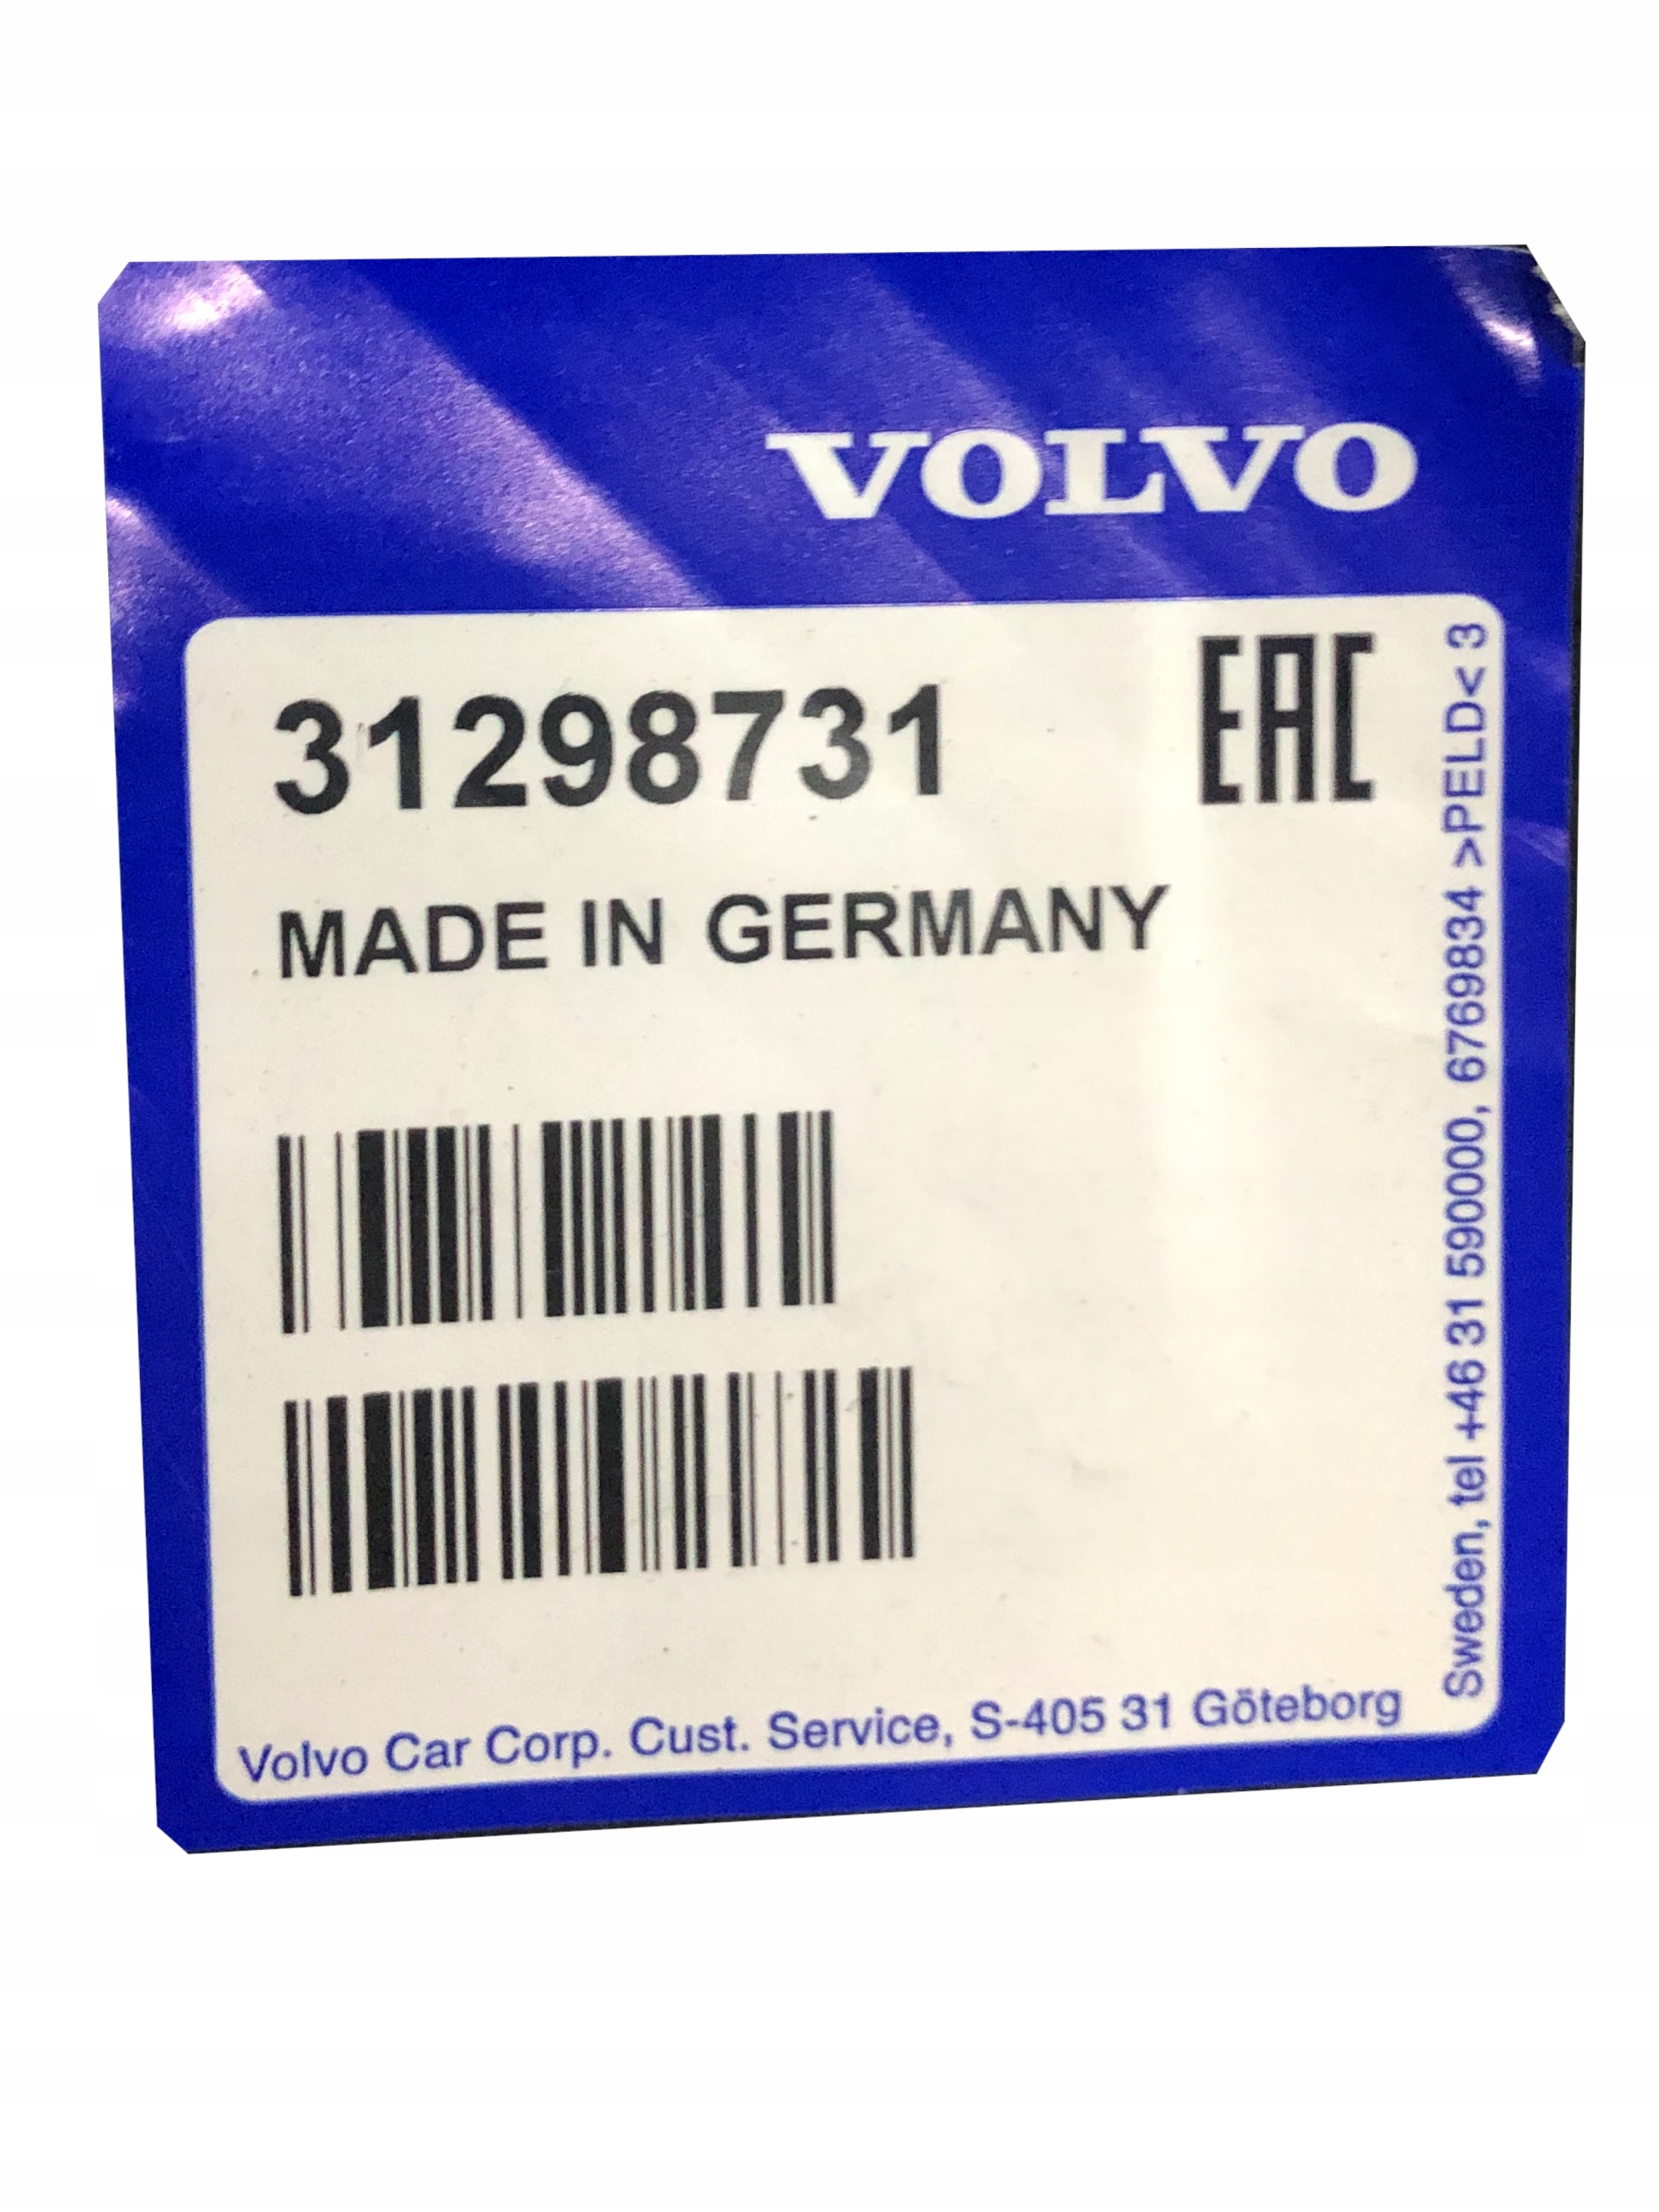 VOLVO
31298731
EAC
MADE IN GERMANY
Volvo Car Corp. Cust. Service, S-405 31 Göteborg
Sweden, tel +46 31 590000, 6769834 >PELD< 3